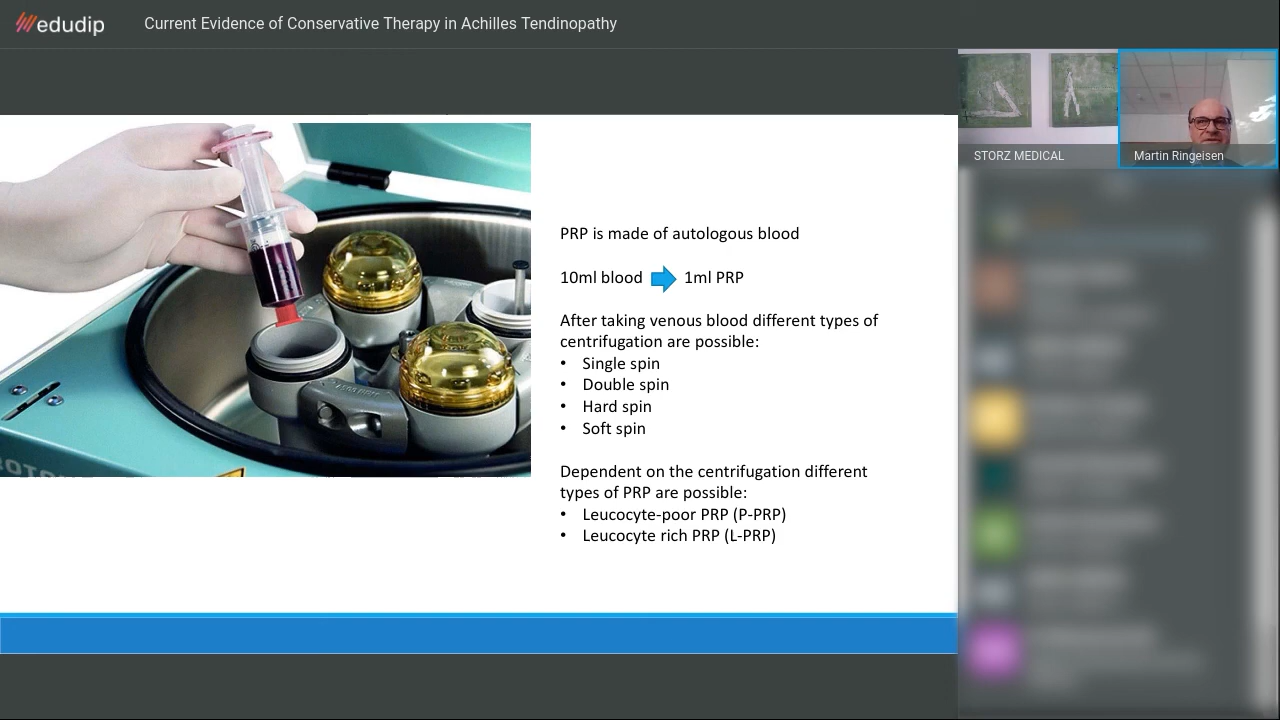 edudip
Current Evidence of Conservative Therapy in Achilles Tendinopathy
STORZ MEDICAL
Martin Ringeisen
PRP is made of autologous blood
10ml blood 1ml PRP
After taking venous blood different types of
centrifugation are possible:
• Single spin
• Double spin
• Hard spin
• Soft spin
Dependent on the centrifugation different
types of PRP are possible:
• Leucocyte-poor PRP (P-PRP)
• Leucocyte rich PRP (L-PRP)